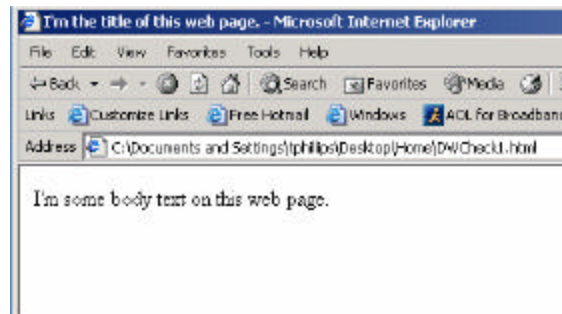 I'm the title of this web page. - Microsoft Internet Explorer
File Edit View Favorites Tools Help
Back Search Favorites Media
Links Customize Links Free Hotmail Windows AOL for Broadband
Address C:\Documents and Settings\tphillips\Desktop\Home\DWCheck1.html
I'm some body text on this web page.